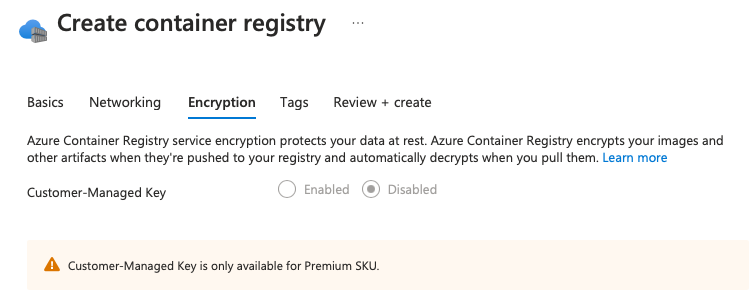 Create container registry ...
Basics Networking Encryption Tags Review + create
Azure Container Registry service encryption protects your data at rest. Azure Container Registry encrypts your images and
other artifacts when they're pushed to your registry and automatically decrypts when you pull them. Learn more
Customer-Managed Key Enabled Disabled
Customer-Managed Key is only available for Premium SKU.